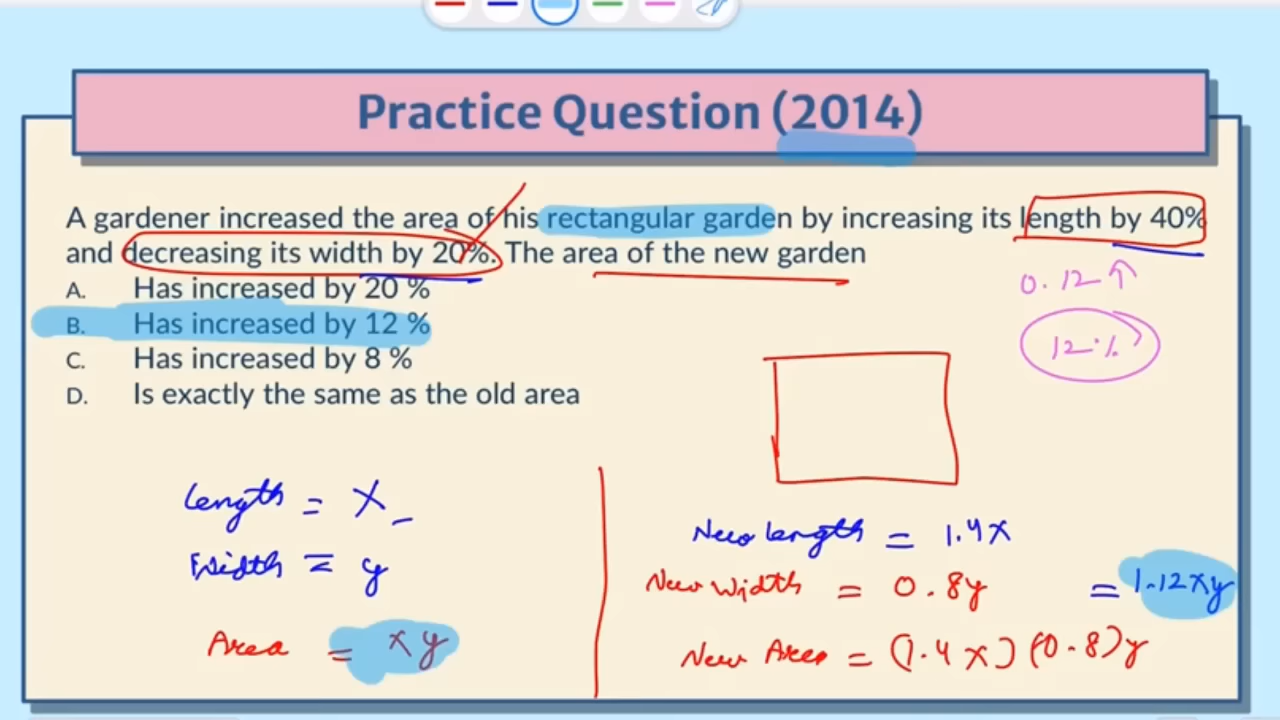 Practice Question (2014)
A gardener increased the area of his rectangular garden by increasing its length by 40%
and decreasing its width by 20%. The area of the new garden
A. Has increased by 20 %
B. Has increased by 12 %
C. Has increased by 8 %
D. Is exactly the same as the old area
0.12 ↑
12%
Length = x
Width = y
Area = xy
New length = 1.4x
New Width = 0.8y
= 1.12xy
New Area = (1.4x)(0.8)y